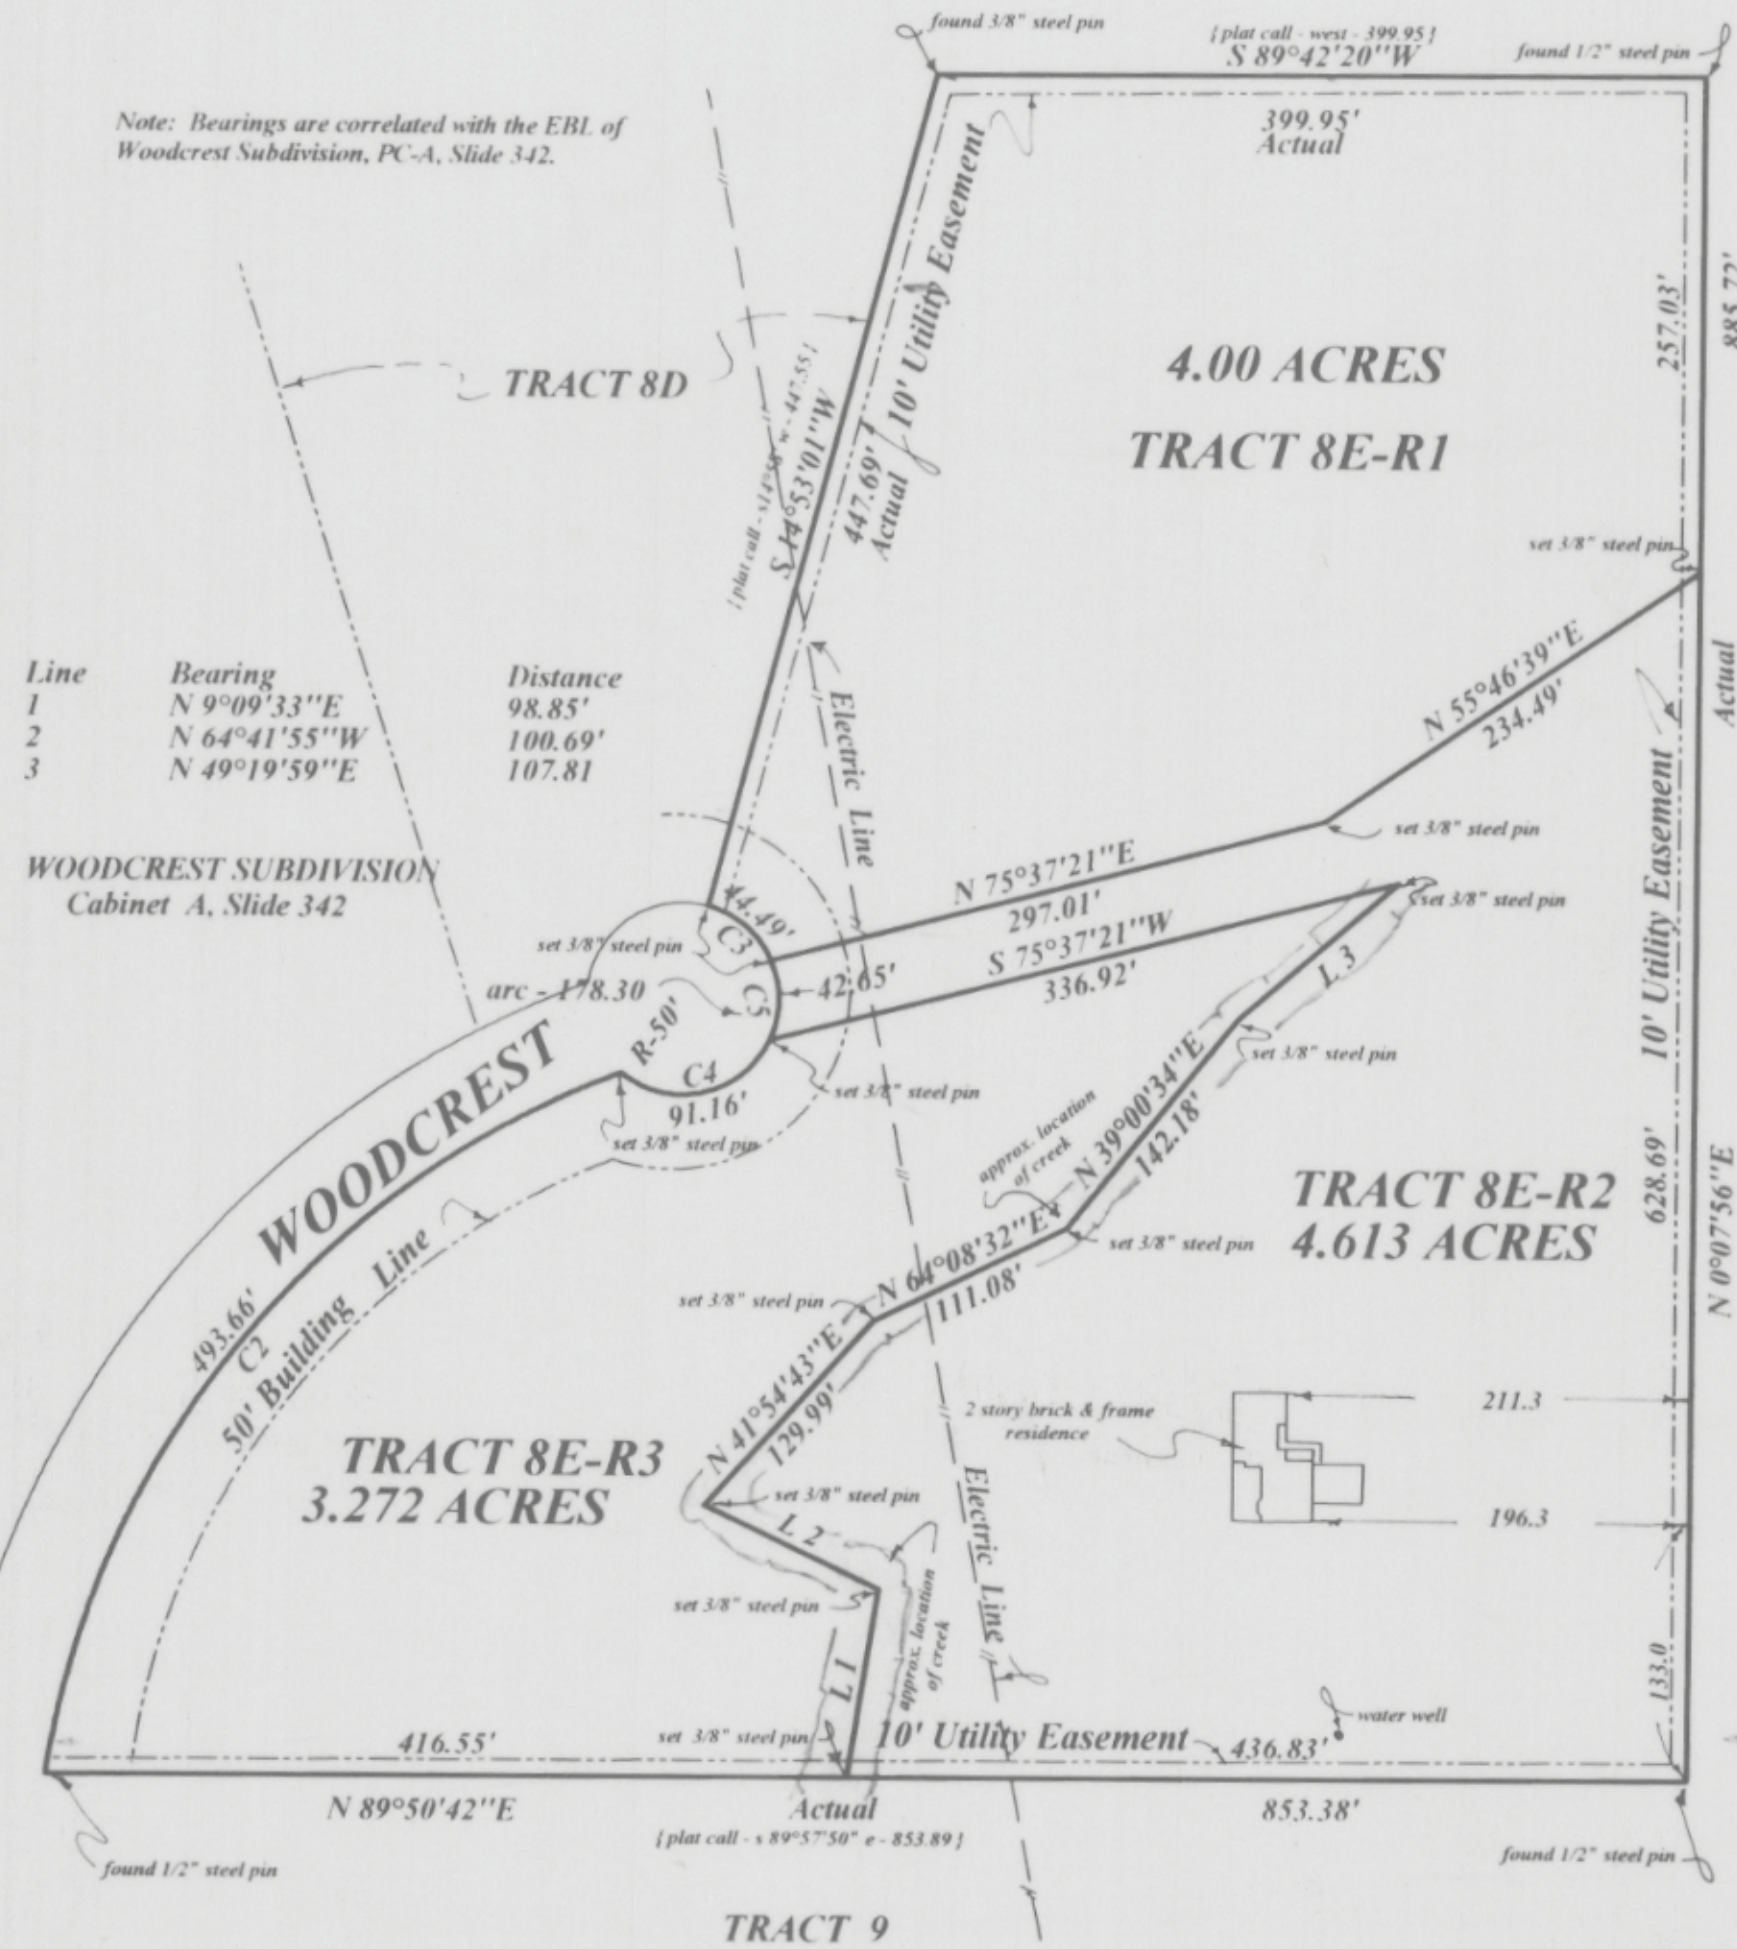 found 3/8" steel pin
{plat call - west - 399.95}
S 89°42'20"W
found 1/2" steel pin
399.95'
Actual
Note: Bearings are correlated with the EBL of
Woodcrest Subdivision, PC-A, Slide 342.
10' Utility Easement
257.03'
885.72'
4.00 ACRES
TRACT 8E-R1
TRACT 8D
S 14°53'01"W
447.69'
Actual
set 3/8" steel pin
Line Bearing Distance
1 N 9°09'33"E 98.85'
2 N 64°41'55"W 100.69'
3 N 49°19'59"E 107.81
N 55°46'39"E
234.49'
Actual
Electric Line
10' Utility Easement
set 3/8" steel pin
WOODCREST SUBDIVISION
Cabinet A, Slide 342
N 75°37'21"E
297.01'
44.49'
C3
set 3/8" steel pin
set 3/8" steel pin
S 75°37'21"W
336.92'
L 3
arc - 178.30
C5
42.65'
R-50'
C4
91.16'
set 3/8" steel pin
set 3/8" steel pin
set 3/8" steel pin
WOODCREST
N 39°00'34"E
142.18'
approx. location
of creek
628.69'
N 0°07'56"E
TRACT 8E-R2
4.613 ACRES
set 3/8" steel pin
N 64°08'32"E
111.08'
set 3/8" steel pin
493.66'
C2
50' Building Line
N 41°54'43"E
129.99'
2 story brick & frame
residence
211.3
196.3
TRACT 8E-R3
3.272 ACRES
set 3/8" steel pin
L 2
Electric Line
set 3/8" steel pin
approx. location
of creek
L 1
133.0
water well
416.55'
set 3/8" steel pin
10' Utility Easement
436.83'
N 89°50'42"E
Actual
853.38'
{plat call - s 89°57'50" e - 853.89}
found 1/2" steel pin
found 1/2" steel pin
TRACT 9